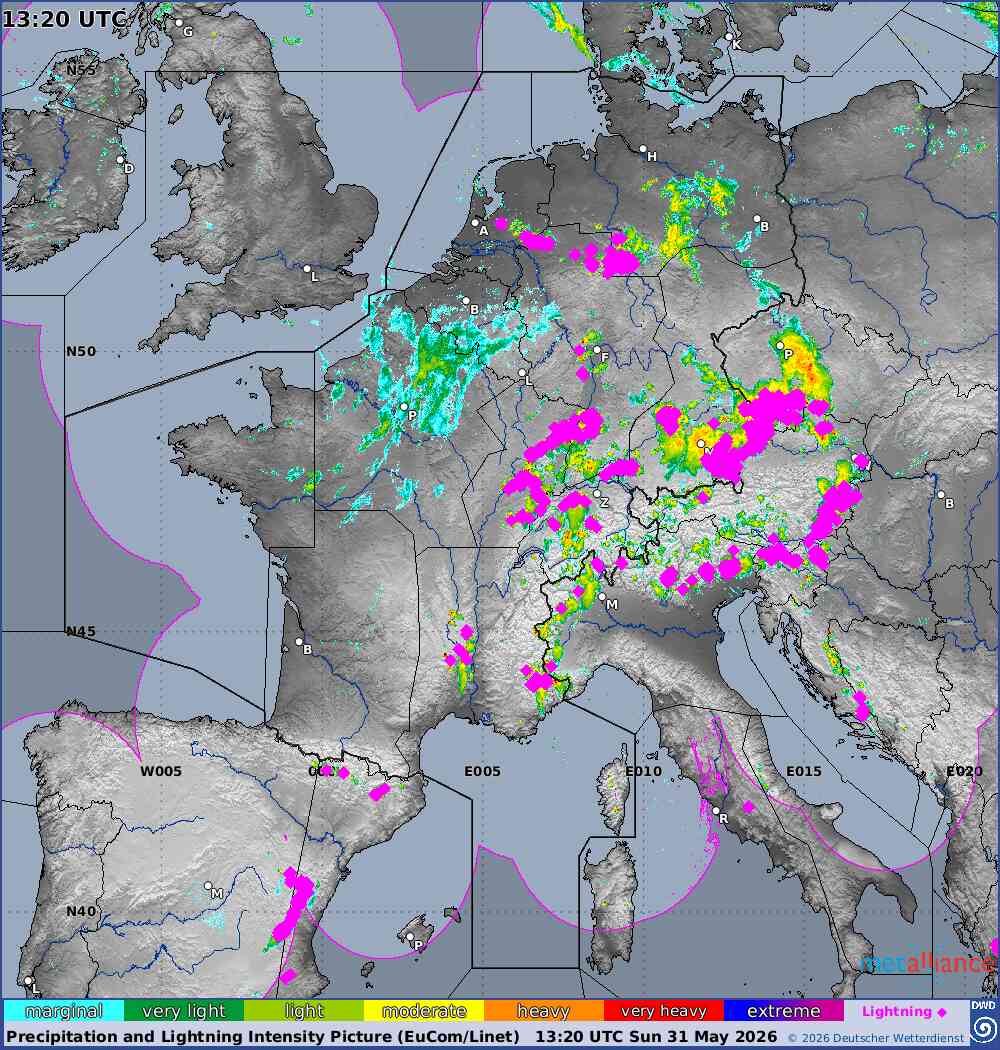 13:20 UTC
G
K
N55
D
H
A
B
L
B
N50
P
F
P
L
M
V
Z
B
M
N45
B
W005
000
E005
E010
E015
E020
R
M
N40
P
L
metalliance
marginal very light light moderate heavy very heavy extreme Lightning
DWD
Precipitation and Lightning Intensity Picture (EuCom/Linet) 13:20 UTC Sun 31 May 2026 © 2026 Deutscher Wetterdienst